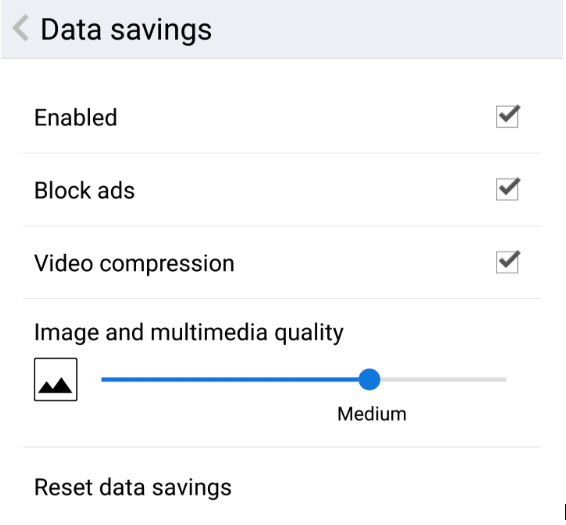 Data savings
Enabled
Block ads
Video compression
Image and multimedia quality
Medium
Reset data savings